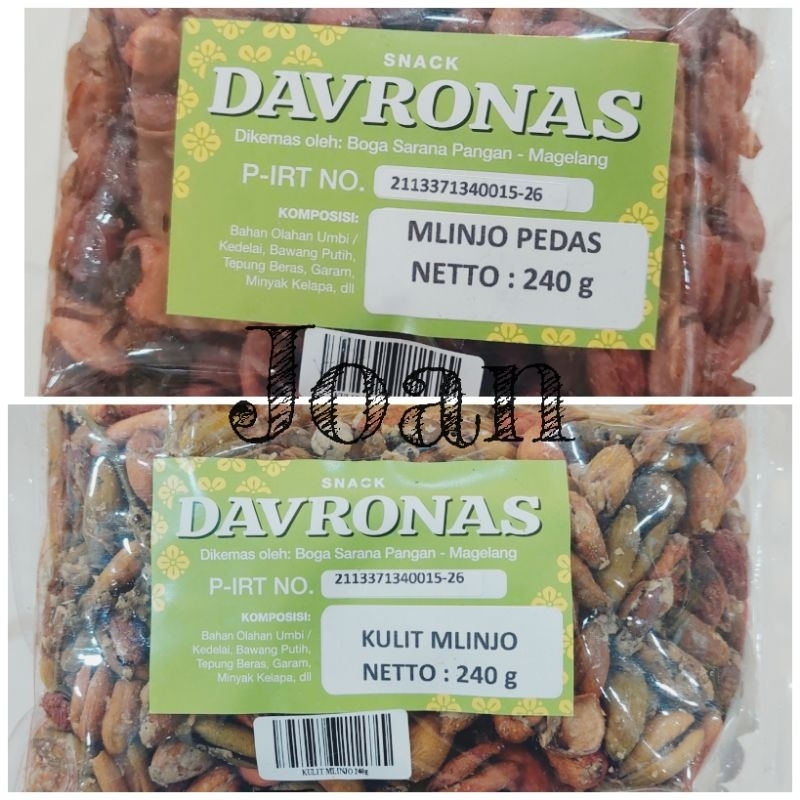 SNACK
DAVRONAS
Dikemas oleh: Boga Sarana Pangan - Magelang
P-IRT NO. 2113371340015-26
KOMPOSISI:
Bahan Olahan Umbi /
Kedelai, Bawang Putih,
Tepung Beras, Garam,
Minyak Kelapa, dll
MLINJO PEDAS
NETTO : 240 g
Joan
SNACK
DAVRONAS
Dikemas oleh: Boga Sarana Pangan - Magelang
P-IRT NO. 2113371340015-26
KOMPOSISI:
Bahan Olahan Umbi /
Kedelai, Bawang Putih,
Tepung Beras, Garam,
Minyak Kelapa, dll
KULIT MLINJO
NETTO : 240 g
KULIT MLINJO 240g